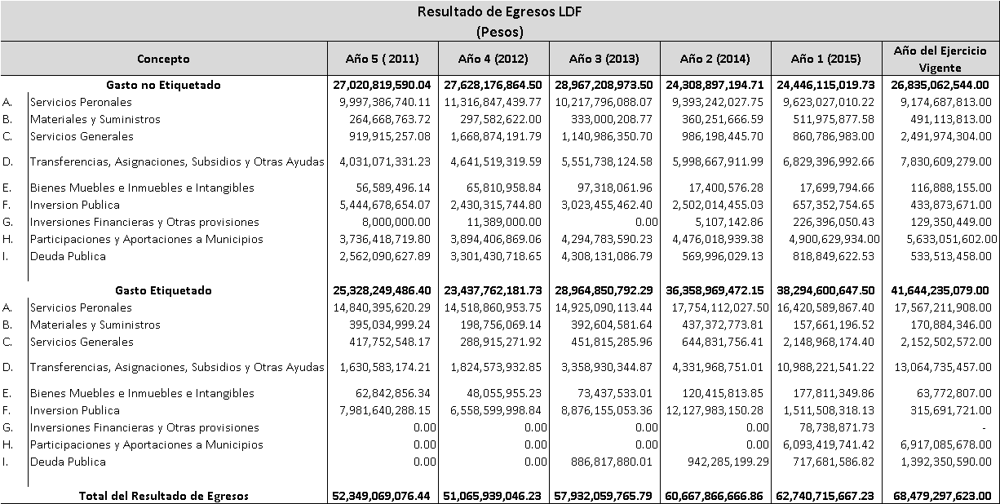 Resultado de Egresos LDF
(Pesos)
Concepto Año 5 ( 2011) Año 4 (2012) Año 3 (2013) Año 2 (2014) Año 1 (2015) Año del Ejercicio Vigente
Gasto no Etiquetado 27,020,819,590.04 27,628,176,864.50 28,967,208,973.50 24,308,897,194.71 24,446,115,019.73 26,835,062,544.00
A. Servicios Peronales 9,997,386,740.11 11,316,847,439.77 10,217,796,088.07 9,393,242,027.75 9,623,027,010.22 9,174,687,813.00
B. Materiales y Suministros 264,668,763.72 297,582,622.00 333,000,208.77 360,251,666.59 511,975,877.58 491,113,813.00
C. Servicios Generales 919,915,257.08 1,668,874,191.79 1,140,986,350.70 986,198,445.70 860,786,983.00 2,491,974,304.00
D. Transferencias, Asignaciones, Subsidios y Otras Ayudas 4,031,071,331.23 4,641,519,319.59 5,551,738,124.58 5,998,667,911.99 6,829,396,992.66 7,830,609,279.00
E. Bienes Muebles e Inmuebles e Intangibles 56,589,496.14 65,810,958.84 97,318,061.96 17,400,576.28 17,699,794.66 116,888,155.00
F. Inversion Publica 5,444,678,654.07 2,430,315,744.80 3,023,455,462.40 2,502,014,455.03 657,352,754.65 433,873,671.00
G. Inversiones Financieras y Otras provisiones 8,000,000.00 11,389,000.00 0.00 5,107,142.86 226,396,050.43 129,350,449.00
H. Participaciones y Aportaciones a Municipios 3,736,418,719.80 3,894,406,869.06 4,294,783,590.23 4,476,018,939.38 4,900,629,934.00 5,633,051,602.00
I. Deuda Publica 2,562,090,627.89 3,301,430,718.65 4,308,131,086.79 569,996,029.13 818,849,622.53 533,513,458.00
Gasto Etiquetado 25,328,249,486.40 23,437,762,181.73 28,964,850,792.29 36,358,969,472.15 38,294,600,647.50 41,644,235,079.00
A. Servicios Peronales 14,840,395,620.29 14,518,860,953.75 14,925,090,113.44 17,754,112,027.50 16,420,589,867.40 17,567,211,908.00
B. Materiales y Suministros 395,034,999.24 198,756,069.14 392,604,581.64 437,372,773.81 157,661,196.52 170,884,346.00
C. Servicios Generales 417,752,548.17 288,915,271.92 451,815,285.96 644,831,756.41 2,148,968,174.40 2,152,502,572.00
D. Transferencias, Asignaciones, Subsidios y Otras Ayudas 1,630,583,174.21 1,824,573,932.85 3,358,930,344.87 4,331,968,751.01 10,988,221,541.22 13,064,735,457.00
E. Bienes Muebles e Inmuebles e Intangibles 62,842,856.34 48,055,955.23 73,437,533.01 120,415,813.85 177,811,349.86 63,772,807.00
F. Inversion Publica 7,981,640,288.15 6,558,599,998.84 8,876,155,053.36 12,127,983,150.28 1,511,508,318.13 315,691,721.00
G. Inversiones Financieras y Otras provisiones 0.00 0.00 0.00 0.00 78,738,871.73 -
H. Participaciones y Aportaciones a Municipios 0.00 0.00 0.00 0.00 6,093,419,741.42 6,917,085,678.00
I. Deuda Publica 0.00 0.00 886,817,880.01 942,285,199.29 717,681,586.82 1,392,350,590.00
Total del Resultado de Egresos 52,349,069,076.44 51,065,939,046.23 57,932,059,765.79 60,667,866,666.86 62,740,715,667.23 68,479,297,623.00